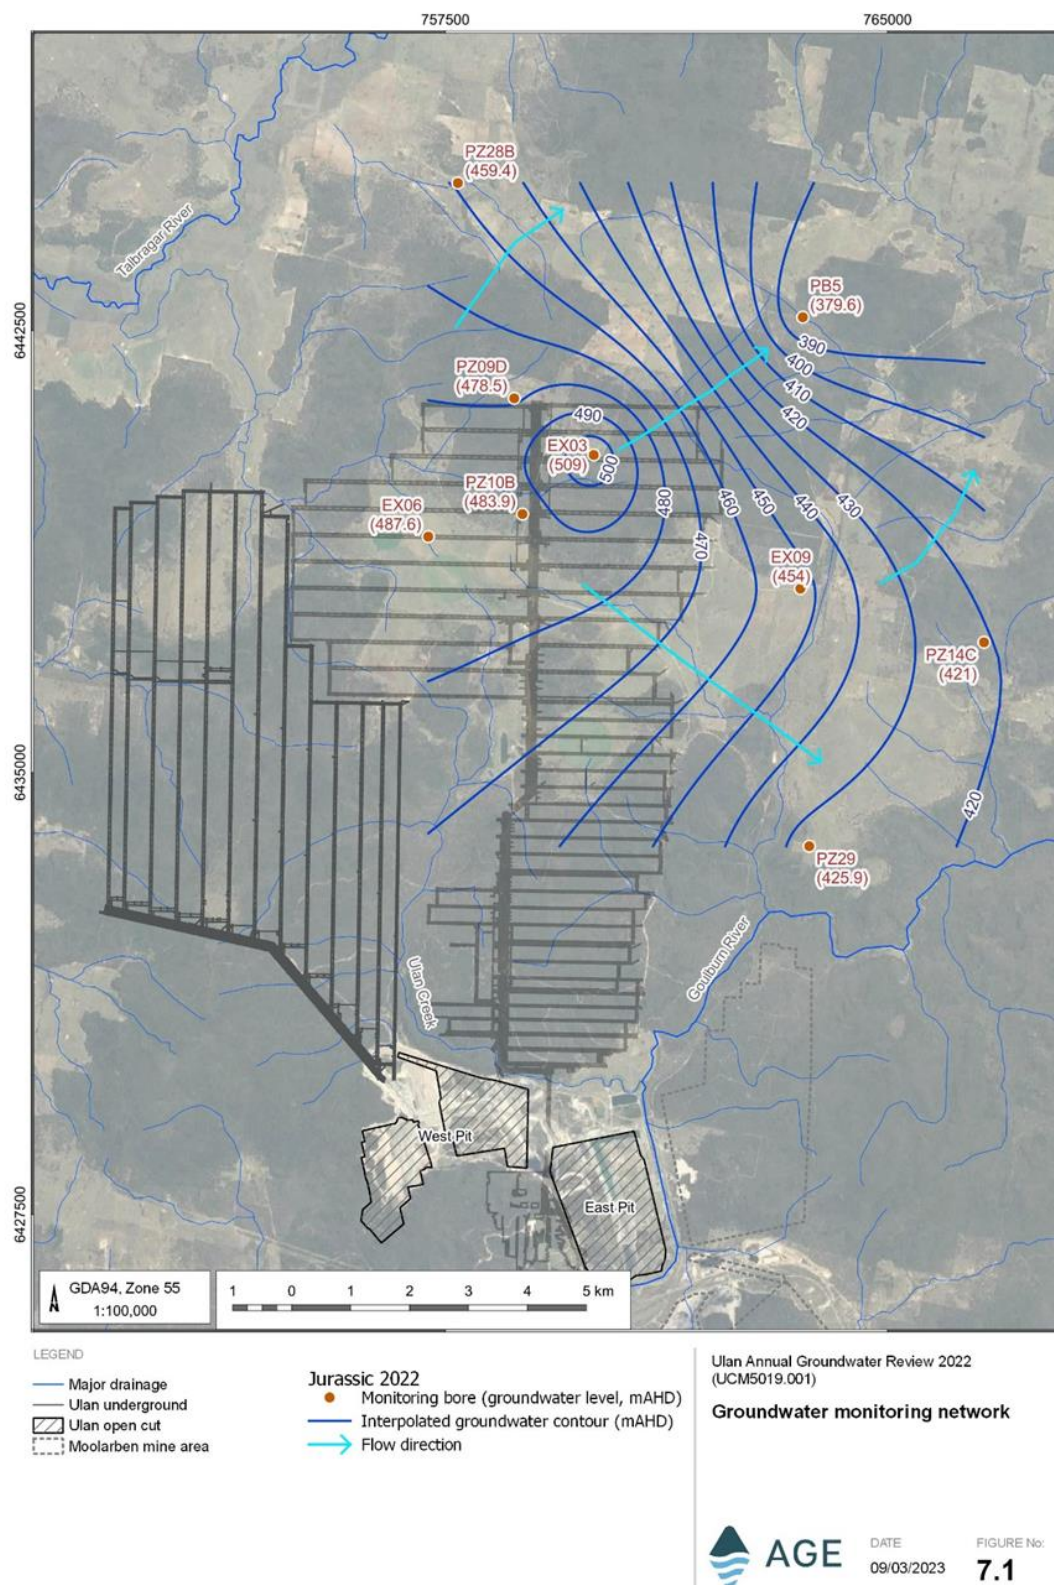 757500
765000
PZ28B
(459.4)
Talbragar River
PB5
(379.6)
6442500
390
400
410
420
PZ09D
(478.5)
490
EX03
(509)
500
PZ10B
(483.9)
EX06
(487.6)
480
460
450
440
430
470
EX09
(454)
PZ14C
(421)
6435000
420
PZ29
(425.9)
Ulan Creek
Goulburn River
West Pit
East Pit
6427500
N
GDA94, Zone 55
1:100,000
1 0 1 2 3 4 5 km
LEGEND
Major drainage
Ulan underground
Ulan open cut
Moolarben mine area
Jurassic 2022
Monitoring bore (groundwater level, mAHD)
Interpolated groundwater contour (mAHD)
Flow direction
Ulan Annual Groundwater Review 2022
(UCM5019.001)
Groundwater monitoring network
AGE
DATE
09/03/2023
FIGURE No:
7.1